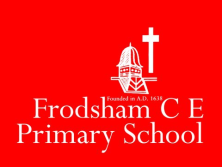 Founded in A.D. 1638
Frodsham C E
Primary School